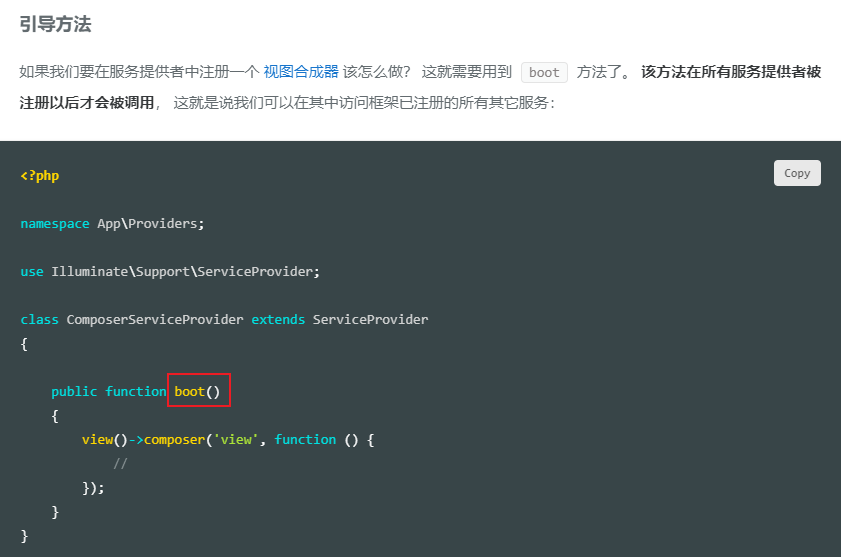 引导方法
如果我们要在服务提供者中注册一个 视图合成器 该怎么做? 这就需要用到 boot 方法了。 该方法在所有服务提供者被
注册以后才会被调用， 这就是说我们可以在其中访问框架已注册的所有其它服务：
Copy
<?php
namespace App\Providers;
use Illuminate\Support\ServiceProvider;
class ComposerServiceProvider extends ServiceProvider
{
    public function boot()
    {
        view()->composer('view', function () {
            //
        });
    }
}